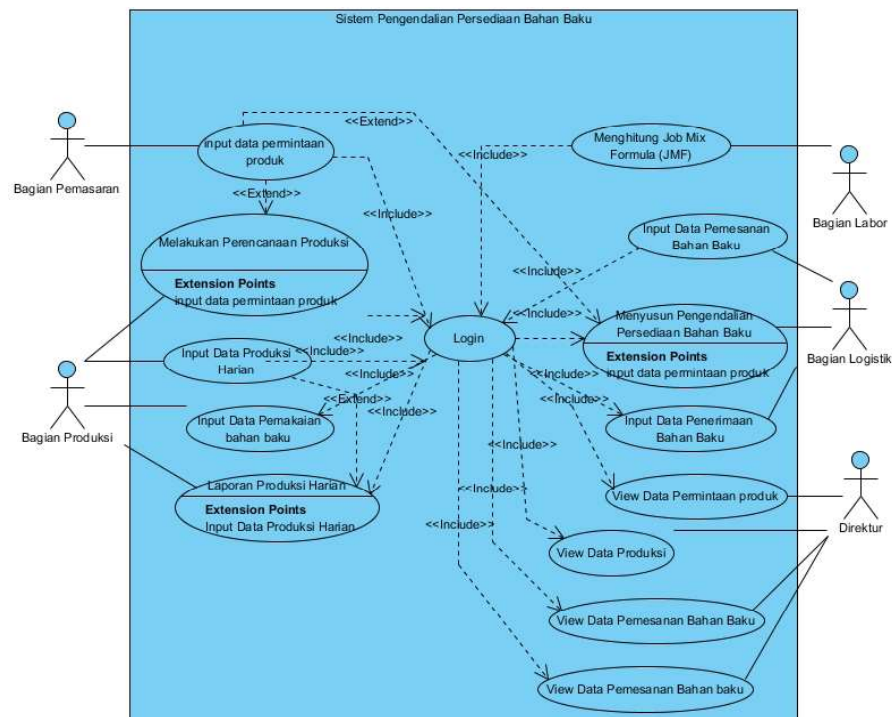 Sistem Pengendalian Persediaan Bahan Baku
<<Extend>>
input data permintaan
produk
Menghitung Job Mix
Formula (JMF)
<<Include>>
Bagian Pemasaran
Bagian Labor
<<Extend>>
<<Include>>
Input Data Pemesanan
Bahan Baku
Melakukan Perencanaan Produksi
Extension Points
input data permintaan produk
<<Include>>
<<Include>>
Menyusun Pengendalian
Persediaan Bahan Baku
Extension Points
input data permintaan produk
Bagian Logistik
Login
<<Include>>
Input Data Produksi
Harian
<<Include>>
<<Include>>
<<Include>>
<<Extend>>
<<Include>>
Input Data Pemakaian
bahan baku
Input Data Penerimaan
Bahan Baku
Bagian Produksi
<<Include>>
Laporan Produksi Harian
Extension Points
Input Data Produksi Harian
<<Include>>
View Data Permintaan produk
Direktur
<<Include>>
View Data Produksi
View Data Pemesanan Bahan Baku
View Data Pemesanan Bahan baku